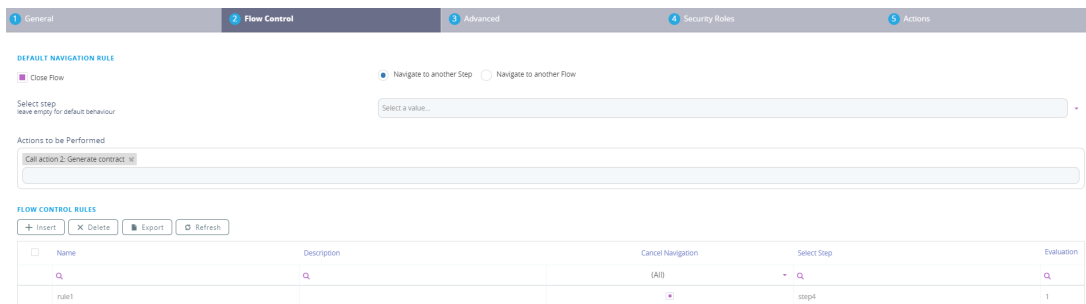 1 General 2 Flow Control 3 Advanced 4 Security Roles 5 Actions
DEFAULT NAVIGATION RULE
Close Flow Navigate to another Step Navigate to another Flow
Select step
leave empty for default behaviour
Select a value...
Actions to be Performed
Call action 2: Generate contract
FLOW CONTROL RULES
+ Insert Delete Export Refresh
Name Description Cancel Navigation Select Step Evaluation
(All)
rule1 step4 1